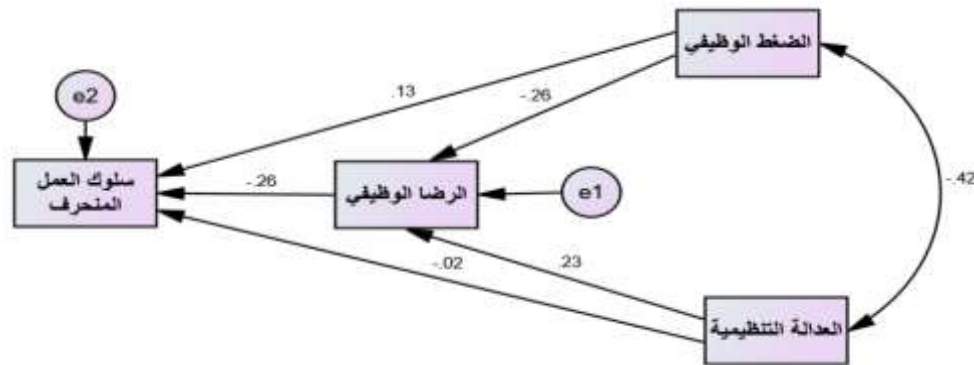 الضغط الوظيفي
e2
.13
-.26
سلوك العمل
المنحرف
-.26
الرضا الوظيفي
e1
-.42
-.02
.23
العدالة التنظيمية